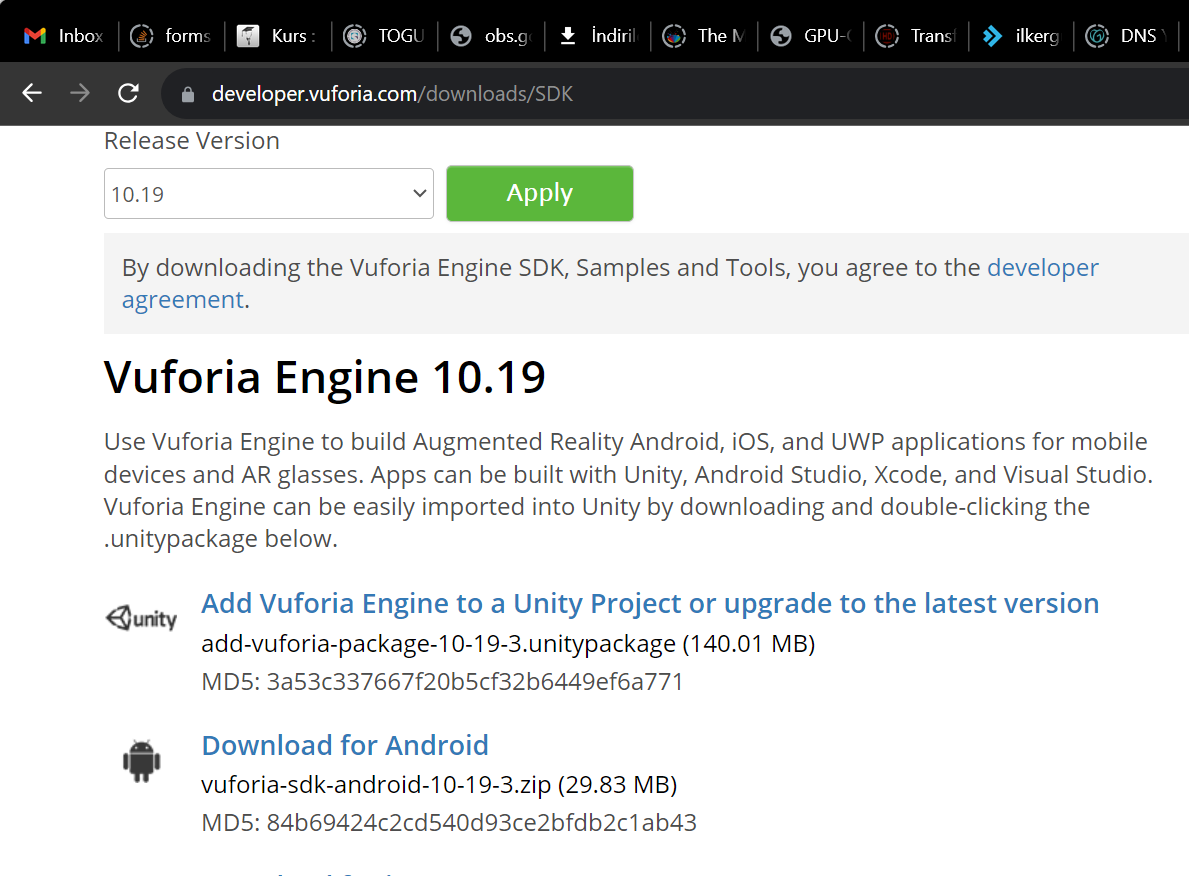 Inbox
forms
Kurs :
TOGU
obs.g
İndiril
The M
GPU-
Transf
ilkerg
DNS
developer.vuforia.com/downloads/SDK
Release Version
10.19
Apply
By downloading the Vuforia Engine SDK, Samples and Tools, you agree to the developer
agreement.
Vuforia Engine 10.19
Use Vuforia Engine to build Augmented Reality Android, iOS, and UWP applications for mobile
devices and AR glasses. Apps can be built with Unity, Android Studio, Xcode, and Visual Studio.
Vuforia Engine can be easily imported into Unity by downloading and double-clicking the
.unitypackage below.
unity
Add Vuforia Engine to a Unity Project or upgrade to the latest version
add-vuforia-package-10-19-3.unitypackage (140.01 MB)
MD5: 3a53c337667f20b5cf32b6449ef6a771
Download for Android
vuforia-sdk-android-10-19-3.zip (29.83 MB)
MD5: 84b69424c2cd540d93ce2bfdb2c1ab43